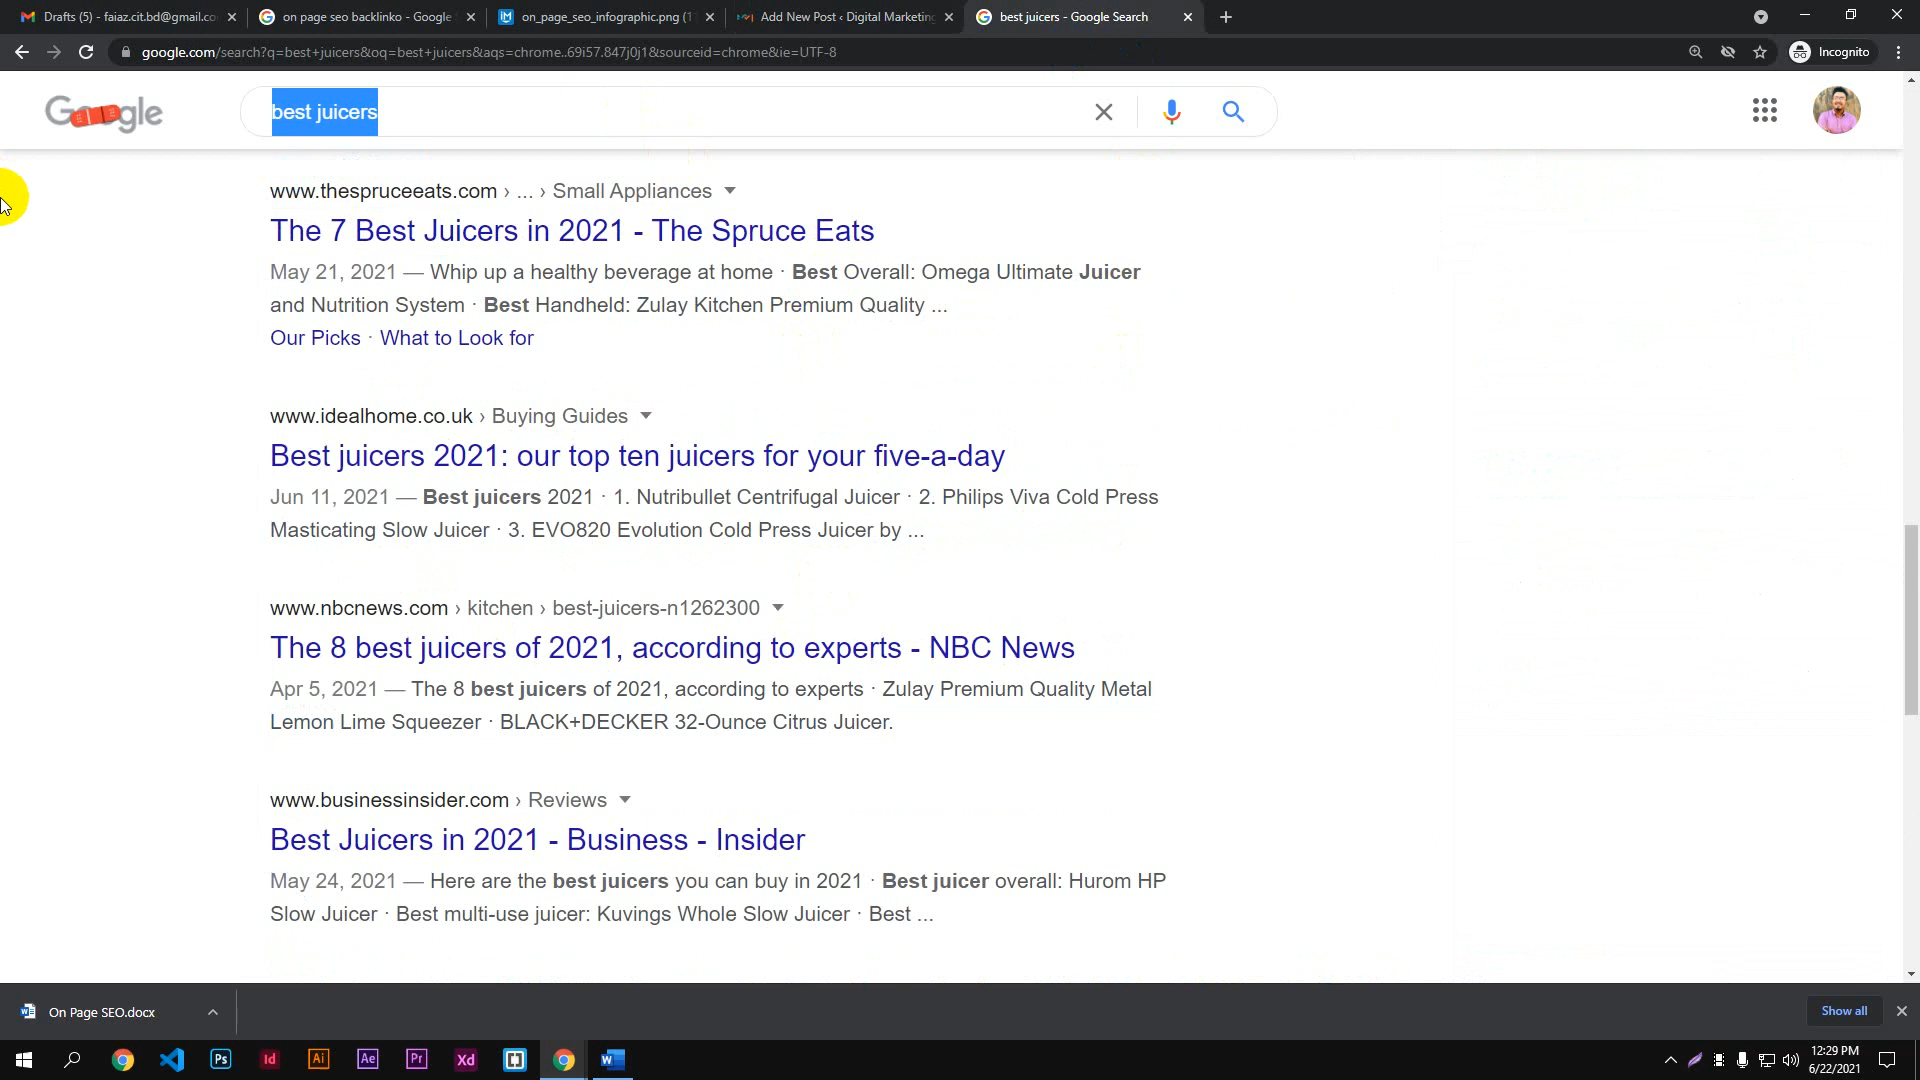 Drafts (5) - faiaz.cit.bd@gmail.co
on page seo backlinko - Google
on_page_seo_infographic.png (1
Add New Post ‹ Digital Marketing
best juicers - Google Search
google.com/search?q=best+juicers&oq=best+juicers&aqs=chrome..69i57.847j0j1&sourceid=chrome&ie=UTF-8
Incognito
Google
best juicers
www.thespruceeats.com › ... › Small Appliances
The 7 Best Juicers in 2021 - The Spruce Eats
May 21, 2021 — Whip up a healthy beverage at home · Best Overall: Omega Ultimate Juicer
and Nutrition System · Best Handheld: Zulay Kitchen Premium Quality ...
Our Picks · What to Look for
www.idealhome.co.uk › Buying Guides
Best juicers 2021: our top ten juicers for your five-a-day
Jun 11, 2021 — Best juicers 2021 · 1. Nutribullet Centrifugal Juicer · 2. Philips Viva Cold Press
Masticating Slow Juicer · 3. EVO820 Evolution Cold Press Juicer by ...
www.nbcnews.com › kitchen › best-juicers-n1262300
The 8 best juicers of 2021, according to experts - NBC News
Apr 5, 2021 — The 8 best juicers of 2021, according to experts · Zulay Premium Quality Metal
Lemon Lime Squeezer · BLACK+DECKER 32-Ounce Citrus Juicer.
www.businessinsider.com › Reviews
Best Juicers in 2021 - Business - Insider
May 24, 2021 — Here are the best juicers you can buy in 2021 · Best juicer overall: Hurom HP
Slow Juicer · Best multi-use juicer: Kuvings Whole Slow Juicer · Best ...
On Page SEO.docx
Show all
Ps
Id
Ai
Ae
Pr
Xd
12:29 PM
6/22/2021